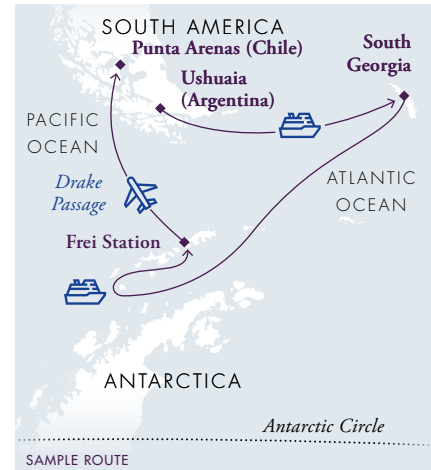 SOUTH AMERICA
Punta Arenas (Chile)
South
Georgia
Ushuaia
(Argentina)
PACIFIC
OCEAN
Drake
Passage
ATLANTIC
OCEAN
Frei Station
ANTARCTICA
Antarctic Circle
SAMPLE ROUTE